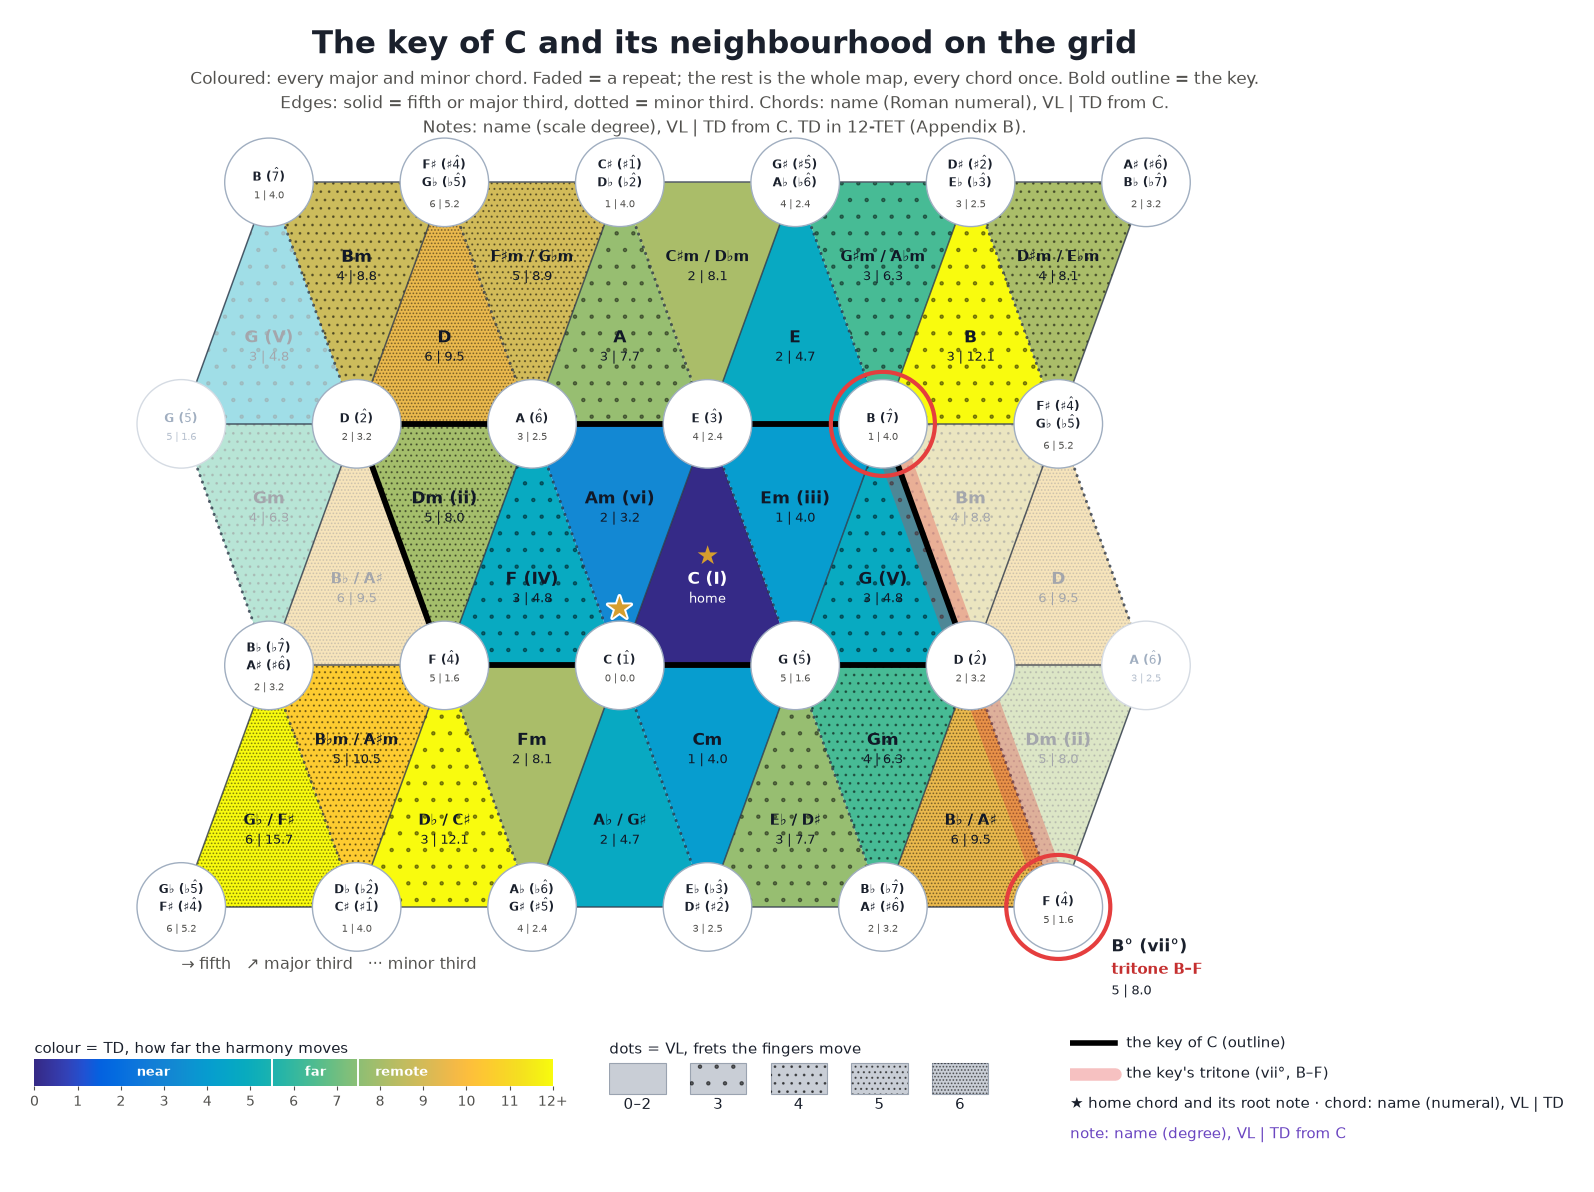 The key of C and its neighbourhood on the grid
Coloured: every major and minor chord. Faded = a repeat; the rest is the whole map, every chord once. Bold outline = the key.
Edges: solid = fifth or major third, dotted = minor third. Chords: name (Roman numeral), VL | TD from C.
Notes: name (scale degree), VL | TD from C. TD in 12-TET (Appendix B).
B (7̂)
1 | 4.0
F♯ (♯4̂)
G♭ (♭5̂)
6 | 5.2
C♯ (♯1̂)
D♭ (♭2̂)
1 | 4.0
G♯ (♯5̂)
A♭ (♭6̂)
4 | 2.4
D♯ (♯2̂)
E♭ (♭3̂)
3 | 2.5
A♯ (♯6̂)
B♭ (♭7̂)
2 | 3.2
Bm
4 | 8.8
F♯m / G♭m
5 | 8.9
C♯m / D♭m
2 | 8.1
G♯m / A♭m
3 | 6.3
D♯m / E♭m
4 | 8.1
G (V)
3 | 4.8
D
6 | 9.5
A
3 | 7.7
E
2 | 4.7
B
3 | 12.1
G (5̂)
5 | 1.6
D (2̂)
2 | 3.2
A (6̂)
3 | 2.5
E (3̂)
4 | 2.4
B (7̂)
1 | 4.0
F♯ (♯4̂)
G♭ (♭5̂)
6 | 5.2
Gm
4 | 6.3
Dm (ii)
5 | 8.0
Am (vi)
2 | 3.2
Em (iii)
1 | 4.0
Bm
4 | 8.8
B♭ / A♯
6 | 9.5
F (IV)
3 | 4.8
★
C (I)
home
G (V)
3 | 4.8
D
6 | 9.5
B♭ (♭7̂)
A♯ (♯6̂)
2 | 3.2
F (4̂)
5 | 1.6
C (1̂)
0 | 0.0
G (5̂)
5 | 1.6
D (2̂)
2 | 3.2
A (6̂)
3 | 2.5
B♭m / A♯m
5 | 10.5
Fm
2 | 8.1
Cm
1 | 4.0
Gm
4 | 6.3
Dm (ii)
5 | 8.0
G♭ / F♯
6 | 15.7
D♭ / C♯
3 | 12.1
A♭ / G♯
2 | 4.7
E♭ / D♯
3 | 7.7
B♭ / A♯
6 | 9.5
G♭ (♭5̂)
F♯ (♯4̂)
6 | 5.2
D♭ (♭2̂)
C♯ (♯1̂)
1 | 4.0
A♭ (♭6̂)
G♯ (♯5̂)
4 | 2.4
E♭ (♭3̂)
D♯ (♯2̂)
3 | 2.5
B♭ (♭7̂)
A♯ (♯6̂)
2 | 3.2
F (4̂)
5 | 1.6
B° (vii°)
tritone B–F
5 | 8.0
→ fifth ↗ major third ··· minor third
colour = TD, how far the harmony moves
near far remote
0 1 2 3 4 5 6 7 8 9 10 11 12+
dots = VL, frets the fingers move
0–2 3 4 5 6
the key of C (outline)
the key's tritone (vii°, B–F)
★ home chord and its root note · chord: name (numeral), VL | TD
note: name (degree), VL | TD from C